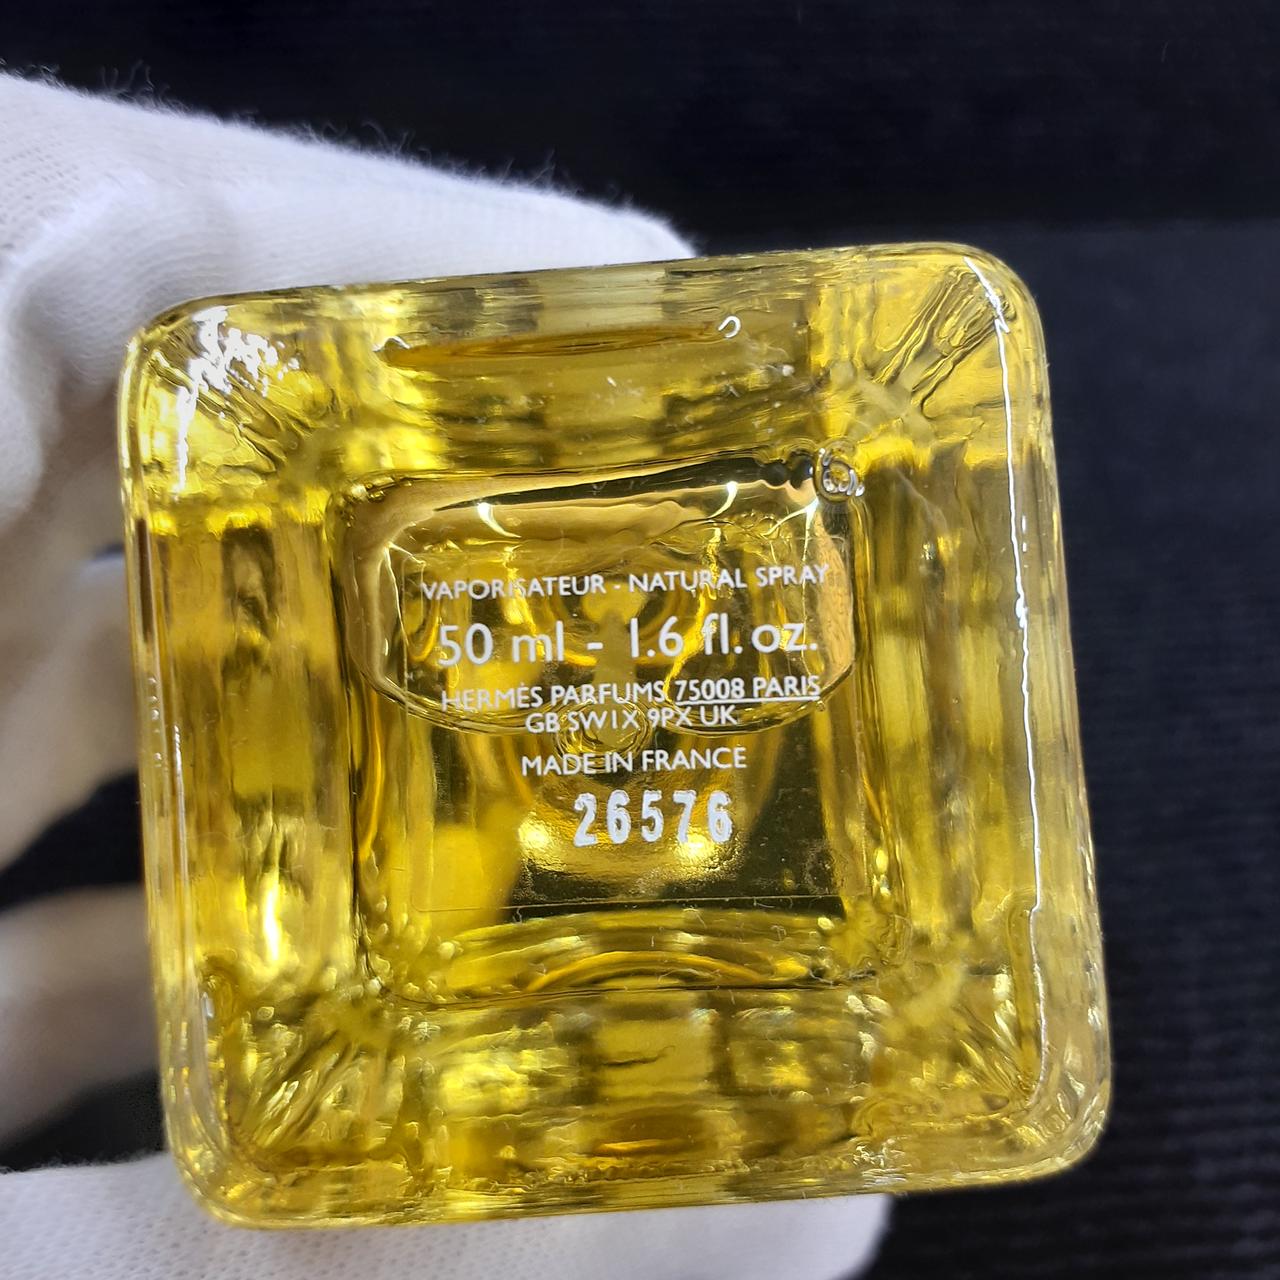 VAPORISATEUR - NATURAL SPRAY
50 ml - 1.6 fl. oz.
HERMÈS PARFUMS 75008 PARIS
GB SW1X 9PX UK
MADE IN FRANCE
26576